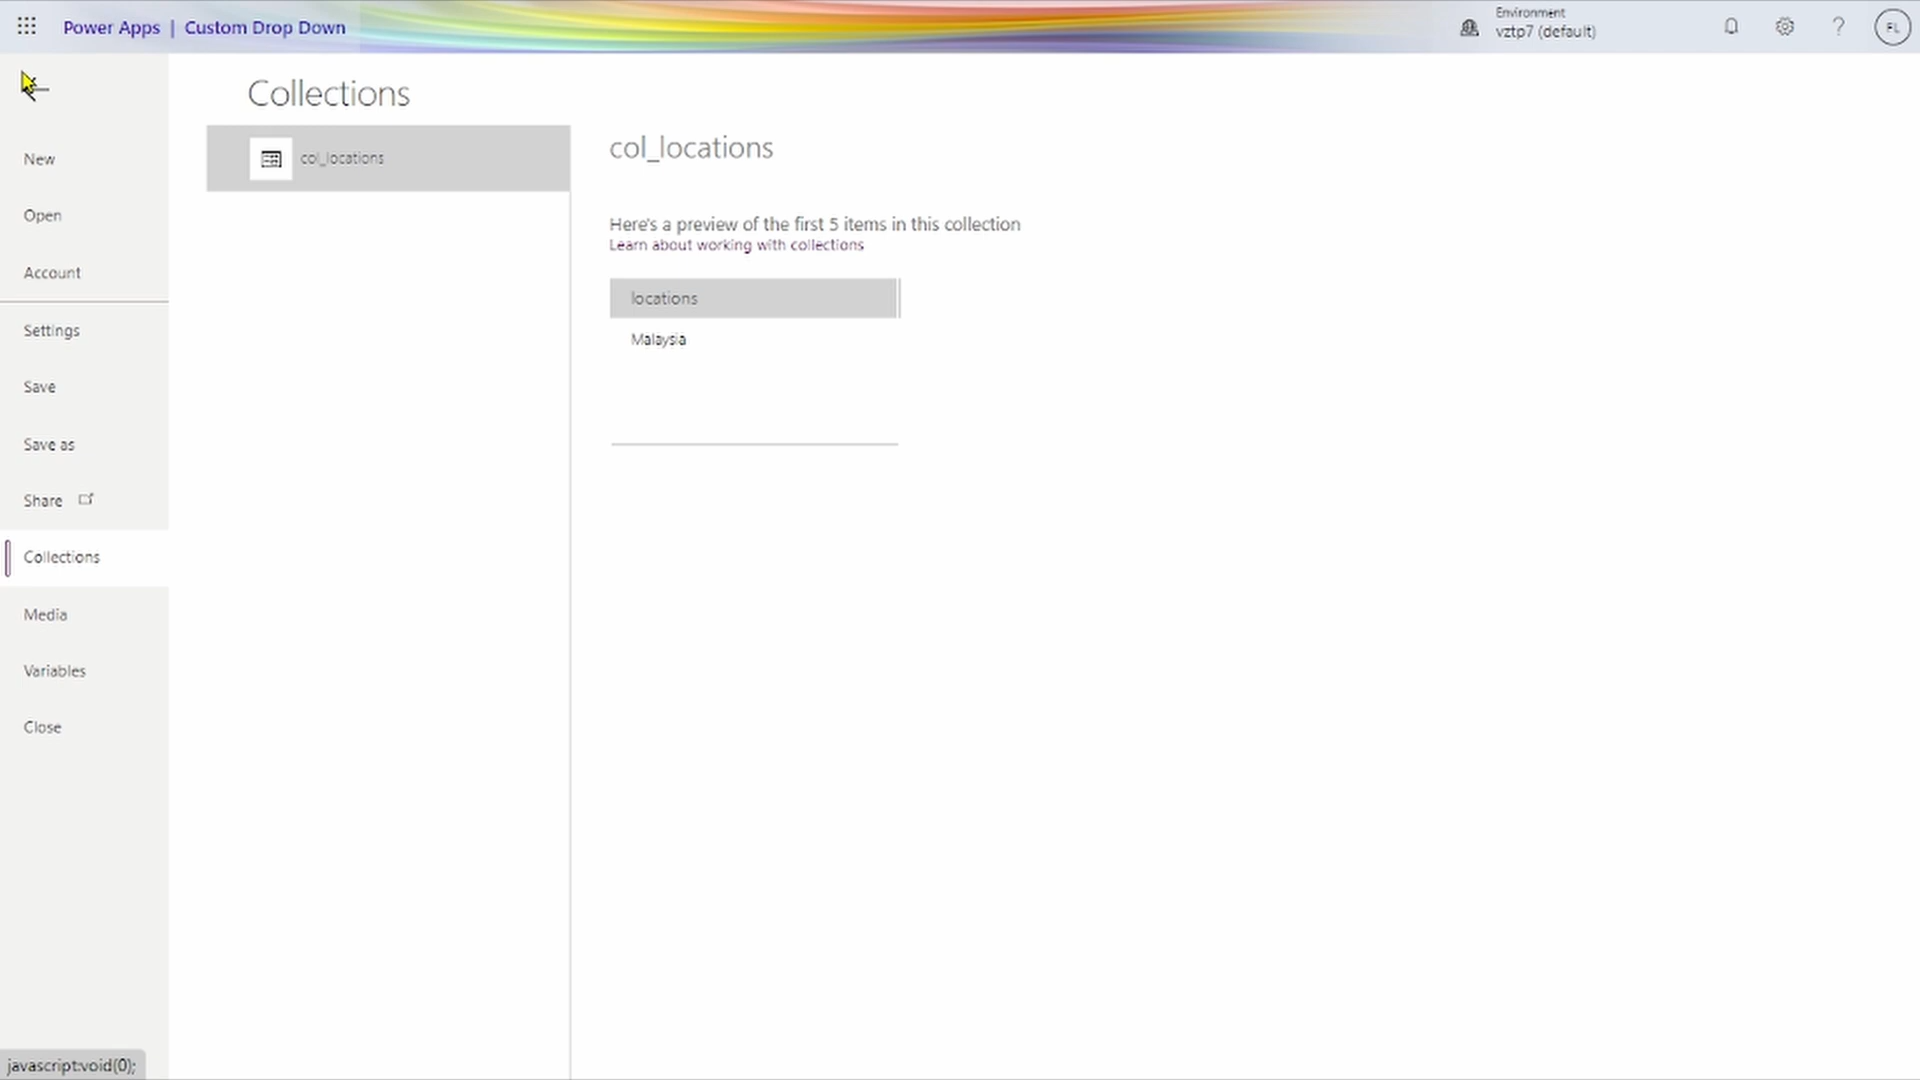 Power Apps | Custom Drop Down
Environment
vztp7 (default)
?
FL
Collections
New
Open
Account
Settings
Save
Save as
Share
Collections
Media
Variables
Close
col_locations
col_locations
Here's a preview of the first 5 items in this collection
Learn about working with collections
locations
Malaysia
javascript:void(0);